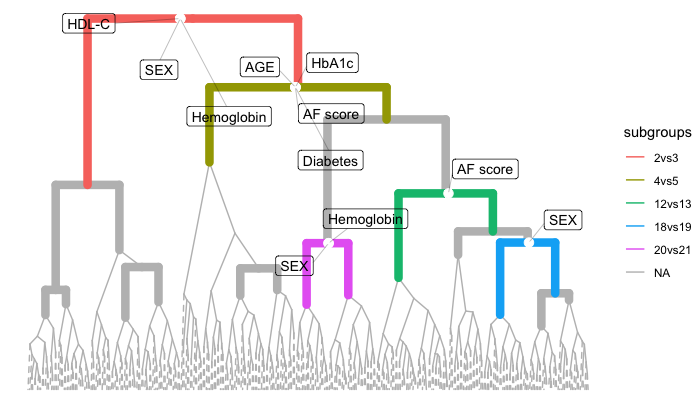 HDL-C
SEX
AGE
HbA1c
Hemoglobin
AF score
Diabetes
AF score
Hemoglobin
SEX
SEX
subgroups
2vs3
4vs5
12vs13
18vs19
20vs21
NA